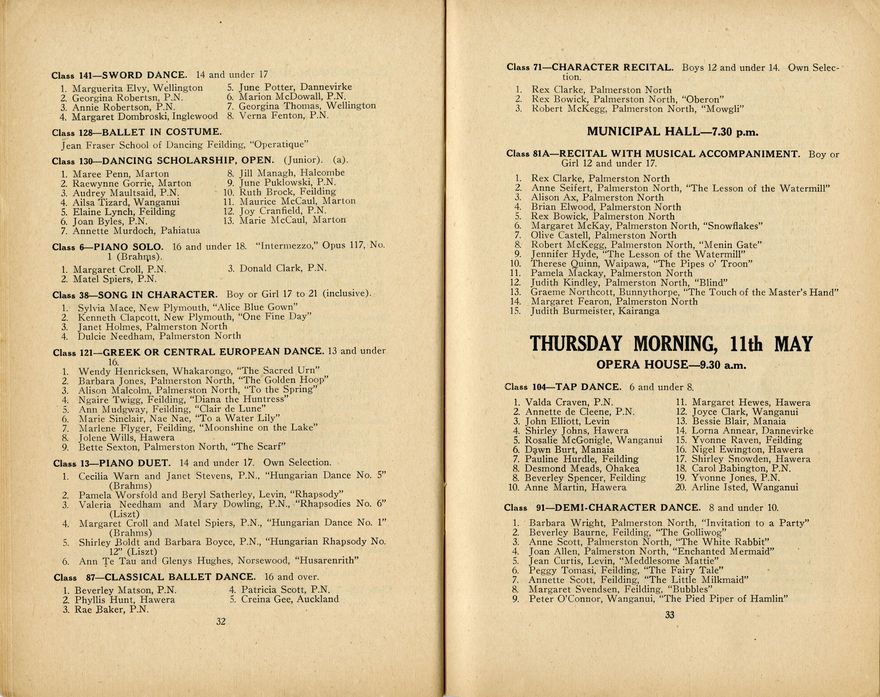 Class 141—SWORD DANCE. 14 and under 17
1. Marguerita Elvy, Wellington
2. Georgina Robertsn, P.N.
3. Annie Robertson, P.N.
4. Margaret Dombroski, Inglewood
5. June Potter, Dannevirke
6. Marion McDowall, P.N.
7. Georgina Thomas, Wellington
8. Verna Fenton, P.N.
Class 128—BALLET IN COSTUME.
Jean Fraser School of Dancing Feilding, "Operatique"
Class 130—DANCING SCHOLARSHIP, OPEN. (Junior). (a).
1. Maree Penn, Marton
2. Raewynne Gorrie, Marton
3. Audrey Maultsaid, P.N.
4. Ailsa Tizard, Wanganui
5. Elaine Lynch, Feilding
6. Joan Byles, P.N.
7. Annette Murdoch, Pahiatua
8. Jill Managh, Halcombe
9. June Puklowski, P.N.
10. Ruth Brock, Feilding
11. Maurice McCaul, Marton
12. Joy Cranfield, P.N.
13. Marie McCaul, Marton
Class 6—PIANO SOLO. 16 and under 18. "Intermezzo," Opus 117, No.
1 (Brahms).
1. Margaret Croll, P.N.
2. Matel Spiers, P.N.
3. Donald Clark, P.N.
Class 38—SONG IN CHARACTER. Boy or Girl 17 to 21 (inclusive).
1. Sylvia Mace, New Plymouth, "Alice Blue Gown"
2. Kenneth Clapcott, New Plymouth, "One Fine Day"
3. Janet Holmes, Palmerston North
4. Dulcie Needham, Palmerston North
Class 121—GREEK OR CENTRAL EUROPEAN DANCE. 13 and under
16.
1. Wendy Henricksen, Whakarongo, "The Sacred Urn"
2. Barbara Jones, Palmerston North, "The Golden Hoop"
3. Alison Malcolm, Palmerston North, "To the Spring"
4. Ngaire Twigg, Feilding, "Diana the Huntress"
5. Ann Mudgway, Feilding, "Clair de Lune"
6. Marie Sinclair, Nae Nae, "To a Water Lily"
7. Marlene Flyger, Feilding, "Moonshine on the Lake"
8. Jolene Wills, Hawera
9. Bette Sexton, Palmerston North, "The Scarf"
Class 13—PIANO DUET. 14 and under 17. Own Selection.
1. Cecilia Warn and Janet Stevens, P.N., "Hungarian Dance No. 5"
(Brahms)
2. Pamela Worsfold and Beryl Satherley, Levin, "Rhapsody"
3. Valeria Needham and Mary Dowling, P.N., "Rhapsodies No. 6"
(Liszt)
4. Margaret Croll and Matel Spiers, P.N., "Hungarian Dance No. 1"
(Brahms)
5. Shirley Boldt and Barbara Boyce, P.N., "Hungarian Rhapsody No.
12" (Liszt)
6. Ann Te Tau and Glenys Hughes, Norsewood, "Husarenrith"
Class 87—CLASSICAL BALLET DANCE. 16 and over.
1. Beverley Matson, P.N.
2. Phyllis Hunt, Hawera
3. Rae Baker, P.N.
4. Patricia Scott, P.N.
5. Creina Gee, Auckland
32
Class 71—CHARACTER RECITAL. Boys 12 and under 14. Own Selec-
tion.
1. Rex Clarke, Palmerston North
2. Rex Bowick, Palmerston North, "Oberon"
3. Robert McKegg, Palmerston North, "Mowgli"
MUNICIPAL HALL—7.30 p.m.
Class 81A—RECITAL WITH MUSICAL ACCOMPANIMENT. Boy or
Girl 12 and under 17.
1. Rex Clarke, Palmerston North
2. Anne Seifert, Palmerston North, "The Lesson of the Watermill"
3. Alison Ax, Palmerston North
4. Brian Elwood, Palmerston North
5. Rex Bowick, Palmerston North
6. Margaret McKay, Palmerston North, "Snowflakes"
7. Olive Castell, Palmerston North
8. Robert McKegg, Palmerston North, "Menin Gate"
9. Jennifer Hyde, "The Lesson of the Watermill"
10. Therese Quinn, Waipawa, "The Pipes o' Troon"
11. Pamela Mackay, Palmerston North
12. Judith Kindley, Palmerston North, "Blind"
13. Graeme Northcott, Bunnythorpe, "The Touch of the Master's Hand"
14. Margaret Fearon, Palmerston North
15. Judith Burmeister, Kairanga
THURSDAY MORNING, 11th MAY
OPERA HOUSE—9.30 a.m.
Class 104—TAP DANCE. 6 and under 8.
1. Valda Craven, P.N.
2. Annette de Cleene, P.N.
3. John Elliott, Levin
4. Shirley Johns, Hawera
5. Rosalie McGonigle, Wanganui
6. Dawn Burt, Manaia
7. Pauline Hurdle, Feilding
8. Desmond Meads, Ohakea
8. Beverley Spencer, Feilding
10. Anne Martin, Hawera
11. Margaret Hewes, Hawera
12. Joyce Clark, Wanganui
13. Bessie Blair, Manaia
14. Lorna Annear, Dannevirke
15. Yvonne Raven, Feilding
16. Nigel Ewington, Hawera
17. Shirley Snowden, Hawera
18. Carol Babington, P.N.
19. Yvonne Jones, P.N.
20. Arline Isted, Wanganui
Class 91—DEMI-CHARACTER DANCE. 8 and under 10.
1. Barbara Wright, Palmerston North, "Invitation to a Party"
2. Beverley Baurne, Feilding, "The Golliwog"
3. Anne Scott, Palmerston North, "The White Rabbit"
4. Joan Allen, Palmerston North, "Enchanted Mermaid"
5. Jean Curtis, Levin, "Meddlesome Mattie"
6. Peggy Tomasi, Feilding, "The Fairy Tale"
7. Annette Scott, Feilding, "The Little Milkmaid"
8. Margaret Svendsen, Feilding, "Bubbles"
9. Peter O'Connor, Wanganui, "The Pied Piper of Hamlin"
33